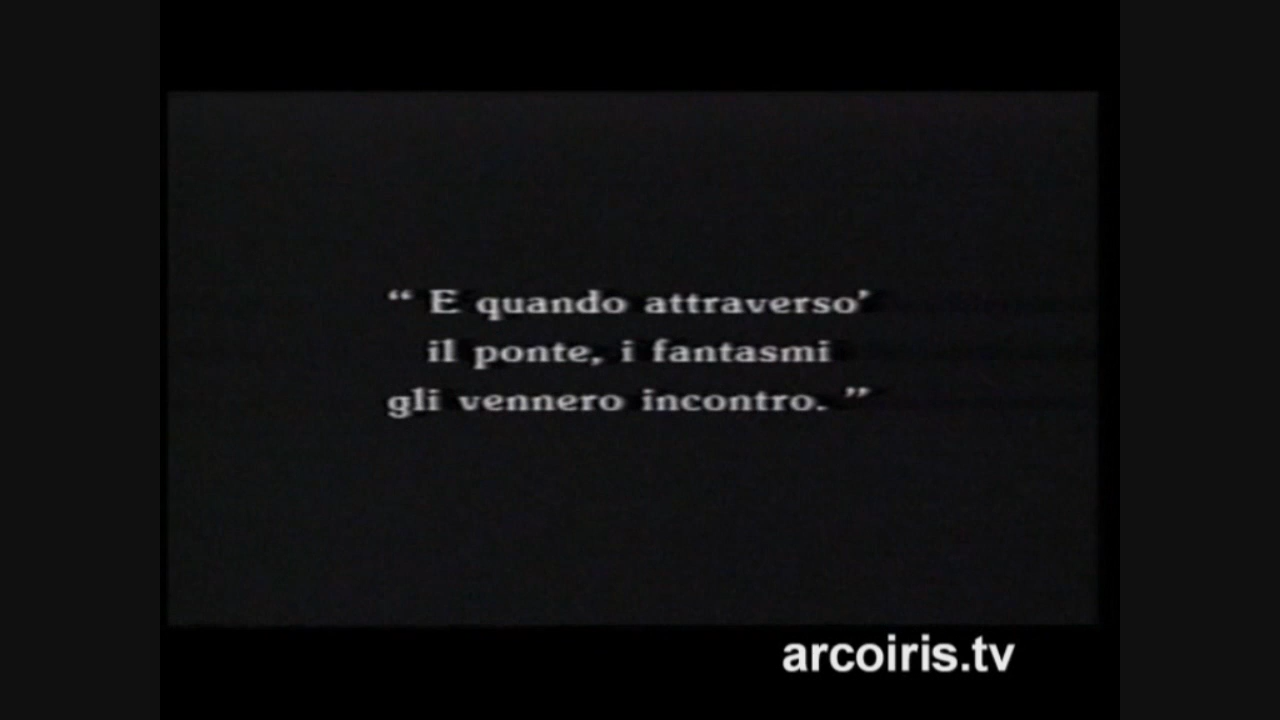 “ E quando attraverso’
il ponte, i fantasmi
gli vennero incontro. ”
arcoiris.tv